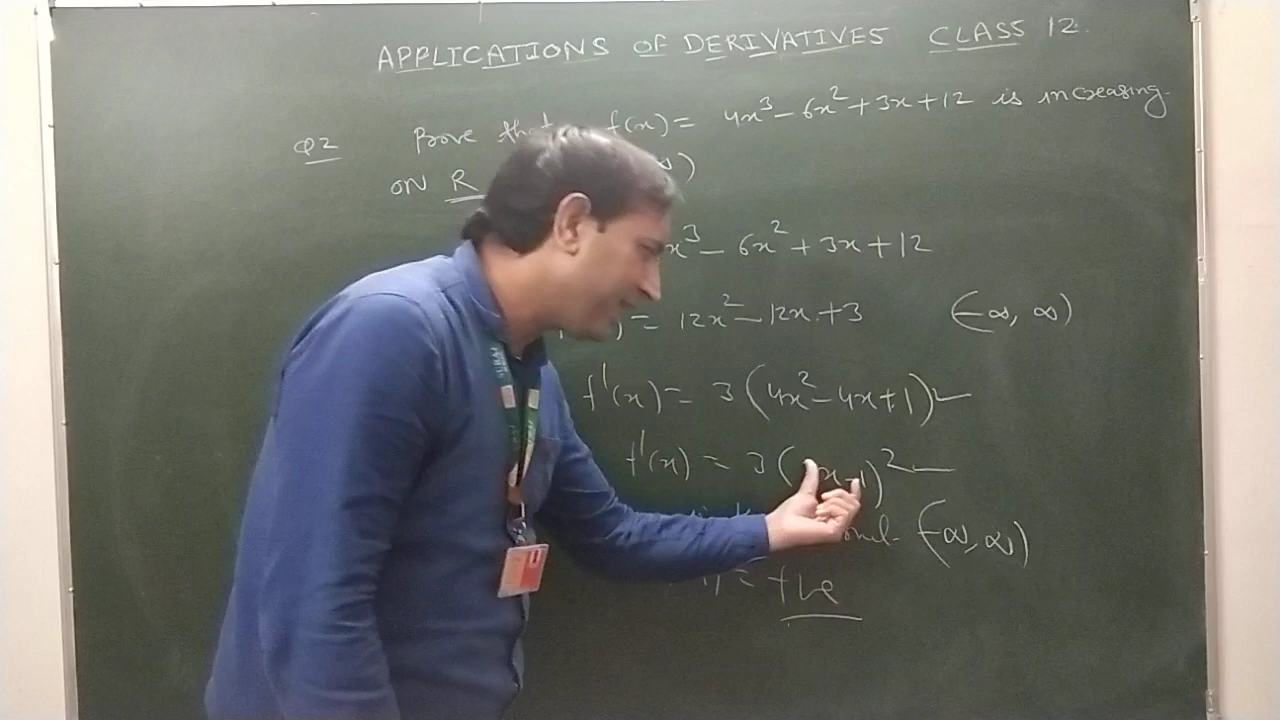 APPLICATIONS OF DERIVATIVES CLASS 12.
Q2 Prove that f(x) = 4x³ - 6x² + 3x + 12 is increasing
ON R ∞)
x³ - 6x² + 3x + 12
) = 12x² - 12x + 3 (-∞, ∞)
f'(x) = 3(4x² - 4x + 1)
f'(x) = 3( x-1)²
(-∞, ∞)
= +ve